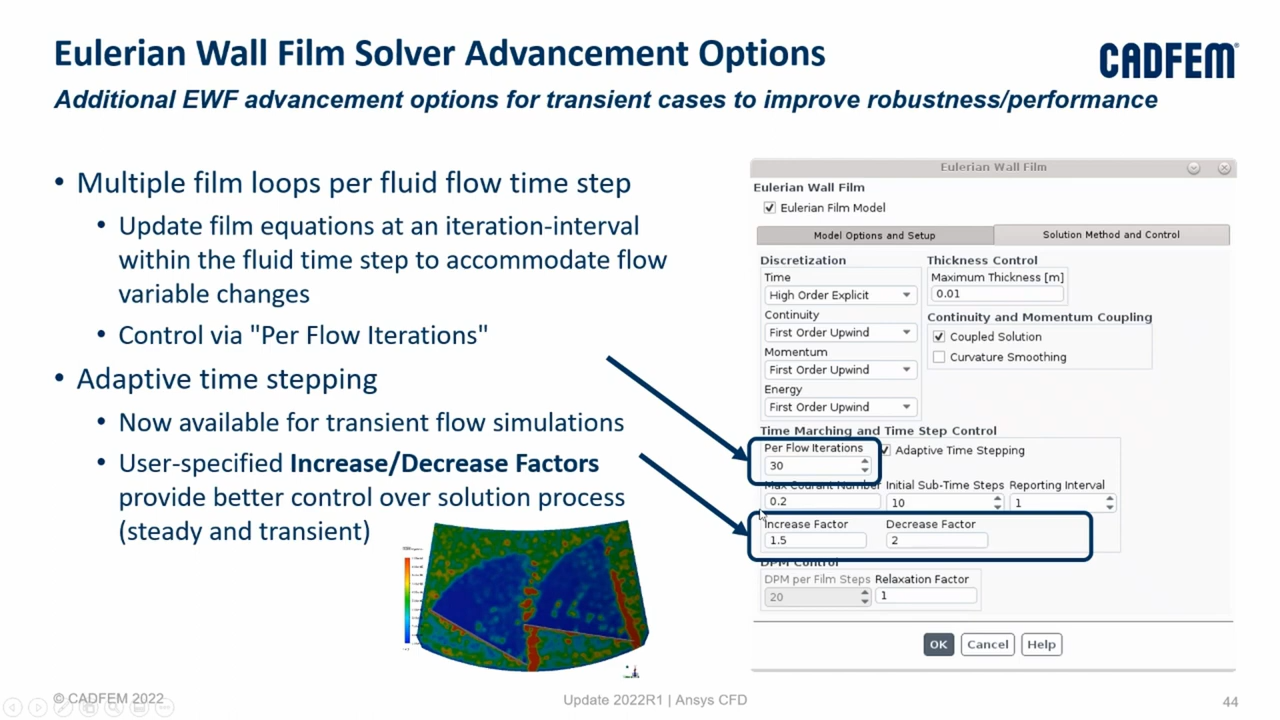 Eulerian Wall Film Solver Advancement Options
CADFEM®
Additional EWF advancement options for transient cases to improve robustness/performance
• Multiple film loops per fluid flow time step
• Update film equations at an iteration-interval
within the fluid time step to accommodate flow
variable changes
• Control via "Per Flow Iterations"
• Adaptive time stepping
• Now available for transient flow simulations
• User-specified Increase/Decrease Factors
provide better control over solution process
(steady and transient)
Eulerian Wall Film
Eulerian Wall Film
Eulerian Film Model
Model Options and Setup
Solution Method and Control
Discretization
Time
High Order Explicit
Continuity
First Order Upwind
Momentum
First Order Upwind
Energy
First Order Upwind
Thickness Control
Maximum Thickness [m]
0.01
Continuity and Momentum Coupling
Coupled Solution
Curvature Smoothing
Time Marching and Time Step Control
Per Flow Iterations
30
Adaptive Time Stepping
Max Courant Number Initial Sub-Time Steps Reporting Interval
0.2 10 1
Increase Factor Decrease Factor
1.5 2
DPM Control
DPM per Film Steps Relaxation Factor
20 1
OK Cancel Help
© CADFEM 2022
Update 2022R1 | Ansys CFD
44